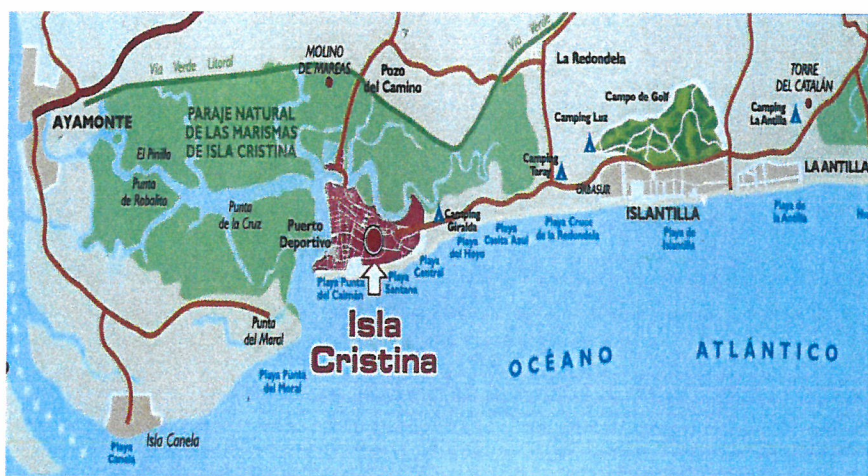 Vía Verde Litoral
MOLINO
DE MAREAS
Vía Verde
Pozo
del Camino
La Redondela
TORRE
DEL CATALÁN
Campo de Golf
Camping Luz
Camping
La Antilla
AYAMONTE
PARAJE NATURAL
DE LAS MARISMAS
DE ISLA CRISTINA
El Pinillo
Punta
de
Punta
de la Cruz
Camping
LA ANTILLA
URBASUR
ISLANTILLA
Puerto
Deportivo
Camping
Giralda
Playa
del Hoyo
Playa
Casita Azul
Playa Cruce
de la Redondela
Playa de
Islantilla
Playa de
la Antilla
Playa
Central
Playa
Santana
Playa Punta
del Caimán
Isla
Cristina
Punta
del Moral
Playa Punta
del Moral
OCÉANO ATLÁNTICO
Isla Canela
Playa
Canela